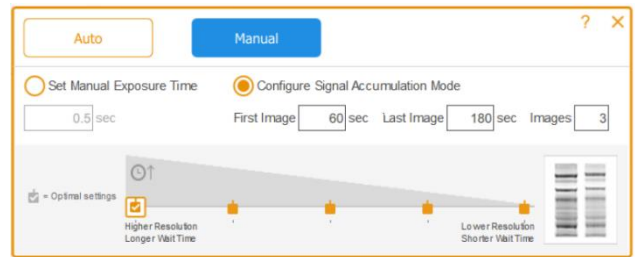 ? ×
Auto Manual
Set Manual Exposure Time Configure Signal Accumulation Mode
0.5 sec First Image 60 sec Last Image 180 sec Images 3
= Optimal settings
Higher Resolution Lower Resolution
Longer Wait Time Shorter Wait Time